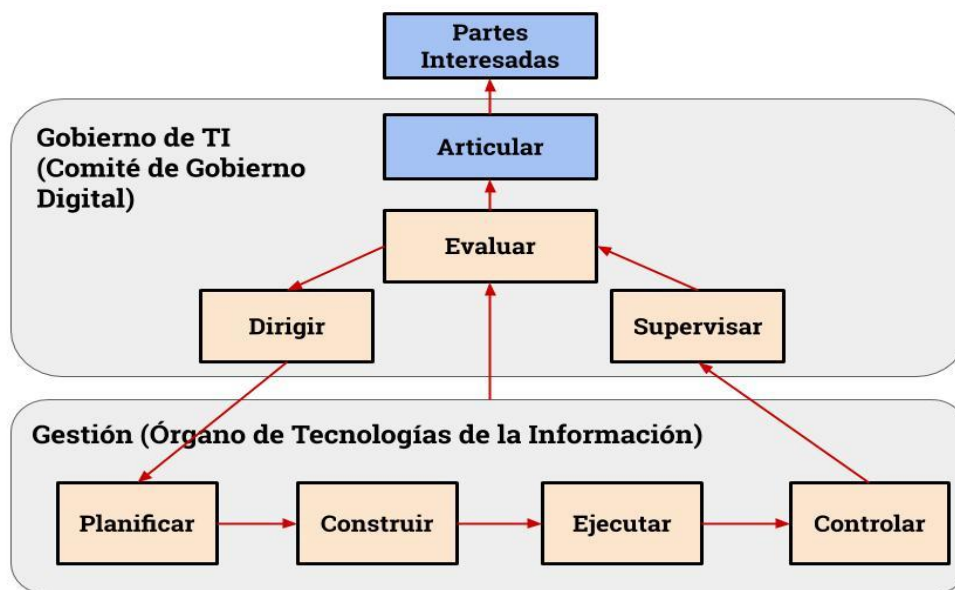 Partes
Interesadas
Gobierno de TI
(Comité de Gobierno
Digital)
Articular
Evaluar
Dirigir
Supervisar
Gestión (Órgano de Tecnologías de la Información)
Planificar
Construir
Ejecutar
Controlar